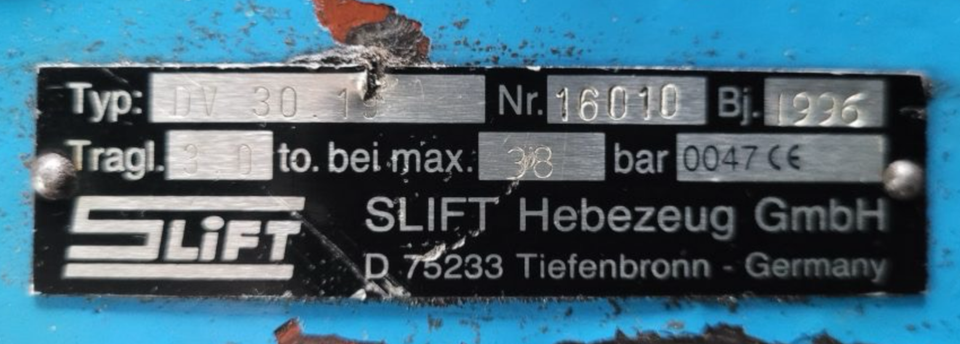 Typ: DV 30.15 Nr. 16010 Bj. 1996
Tragl. 3.0 to. bei max. 38 bar 0047 CE
SLiFT SLIFT Hebezeug GmbH
D 75233 Tiefenbronn - Germany